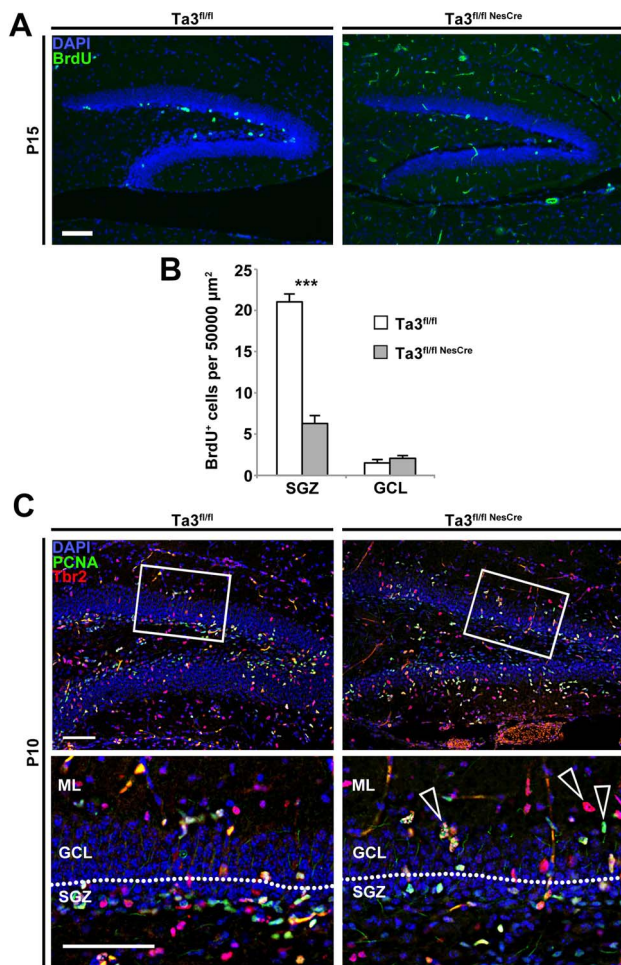 A
Ta3fl/fl
Ta3fl/fl NesCre
DAPI
BrdU
P15
B
BrdU+ cells per 50000 µm2
25
20
15
10
5
0
***
SGZ
GCL
Ta3fl/fl
Ta3fl/fl NesCre
C
Ta3fl/fl
Ta3fl/fl NesCre
DAPI
PCNA
Tbr2
P10
ML
GCL
SGZ
ML
GCL
SGZ